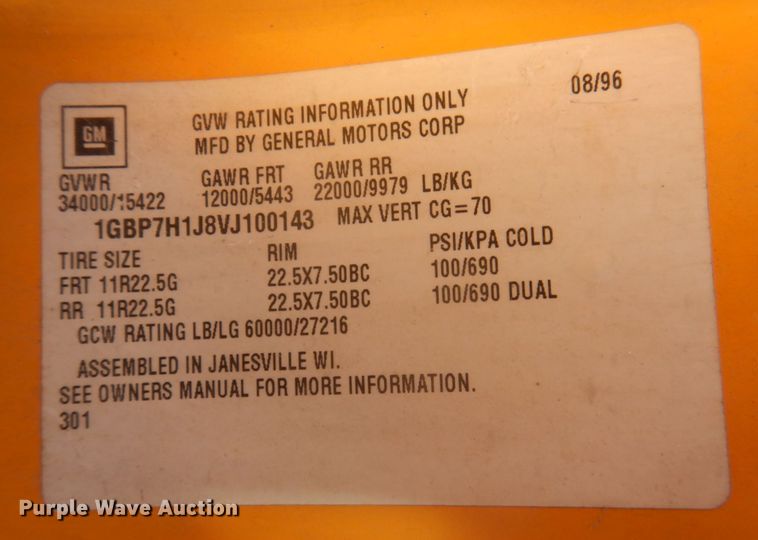 08/96
GM
GVW RATING INFORMATION ONLY
MFD BY GENERAL MOTORS CORP
GVWR GAWR FRT GAWR RR
34000/15422 12000/5443 22000/9979 LB/KG
1GBP7H1J8VJ100143 MAX VERT CG=70
TIRE SIZE RIM PSI/KPA COLD
FRT 11R22.5G 22.5X7.50BC 100/690
RR 11R22.5G 22.5X7.50BC 100/690 DUAL
GCW RATING LB/LG 60000/27216
ASSEMBLED IN JANESVILLE WI.
SEE OWNERS MANUAL FOR MORE INFORMATION.
301
Purple Wave Auction